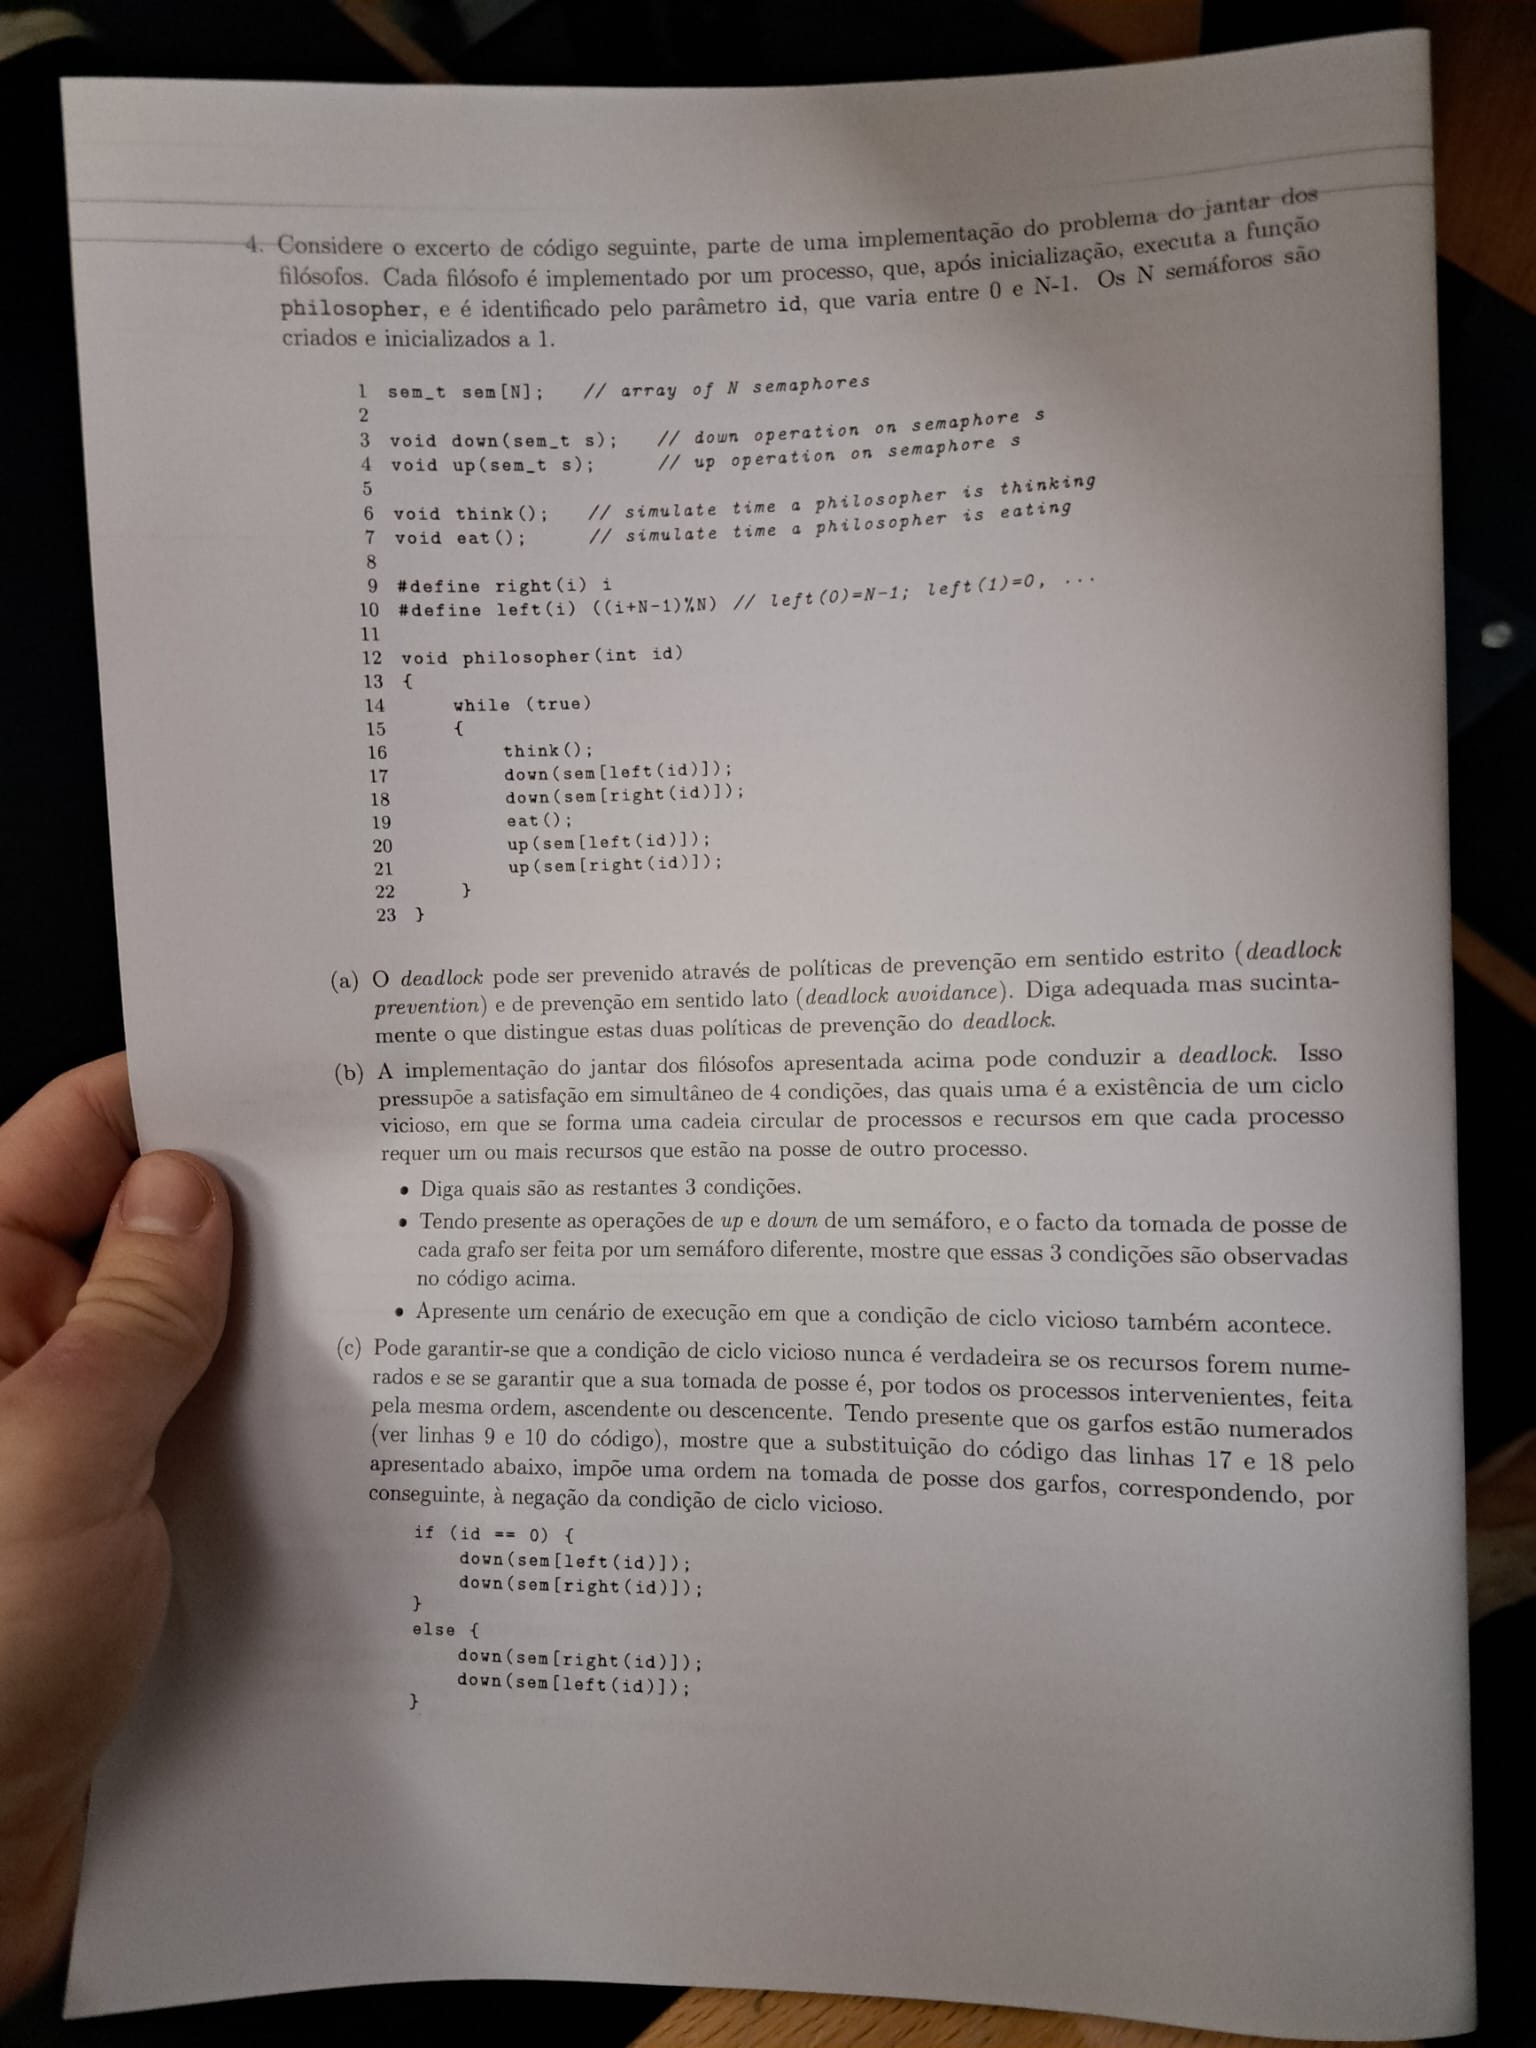 4. Considere o excerto de código seguinte, parte de uma implementação do problema do jantar dos
filósofos. Cada filósofo é implementado por um processo, que, após inicialização, executa a função
philosopher, e é identificado pelo parâmetro id, que varia entre 0 e N-1. Os N semáforos são
criados e inicializados a 1.
1 sem_t sem[N]; // array of N semaphores
2
3 void down(sem_t s); // down operation on semaphore s
4 void up(sem_t s); // up operation on semaphore s
5
6 void think(); // simulate time a philosopher is thinking
7 void eat(); // simulate time a philosopher is eating
8
9 #define right(i) i
10 #define left(i) ((i+N-1)%N) // left(0)=N-1; left(1)=0, ...
11
12 void philosopher(int id)
13 {
14 while (true)
15 {
16 think();
17 down(sem[left(id)]);
18 down(sem[right(id)]);
19 eat();
20 up(sem[left(id)]);
21 up(sem[right(id)]);
22 }
23 }
(a) O deadlock pode ser prevenido através de políticas de prevenção em sentido estrito (deadlock
prevention) e de prevenção em sentido lato (deadlock avoidance). Diga adequada mas sucinta-
mente o que distingue estas duas políticas de prevenção do deadlock.
(b) A implementação do jantar dos filósofos apresentada acima pode conduzir a deadlock. Isso
pressupõe a satisfação em simultâneo de 4 condições, das quais uma é a existência de um ciclo
vicioso, em que se forma uma cadeia circular de processos e recursos em que cada processo
requer um ou mais recursos que estão na posse de outro processo.
• Diga quais são as restantes 3 condições.
• Tendo presente as operações de up e down de um semáforo, e o facto da tomada de posse de
cada grafo ser feita por um semáforo diferente, mostre que essas 3 condições são observadas
no código acima.
• Apresente um cenário de execução em que a condição de ciclo vicioso também acontece.
(c) Pode garantir-se que a condição de ciclo vicioso nunca é verdadeira se os recursos forem nume-
rados e se se garantir que a sua tomada de posse é, por todos os processos intervenientes, feita
pela mesma ordem, ascendente ou descencente. Tendo presente que os garfos estão numerados
(ver linhas 9 e 10 do código), mostre que a substituição do código das linhas 17 e 18 pelo
apresentado abaixo, impõe uma ordem na tomada de posse dos garfos, correspondendo, por
conseguinte, à negação da condição de ciclo vicioso.
if (id == 0) {
down(sem[left(id)]);
down(sem[right(id)]);
}
else {
down(sem[right(id)]);
down(sem[left(id)]);
}